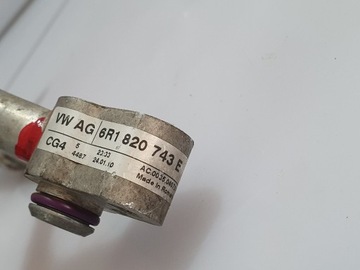 VW AG 6R1 820 743 E
CG4 5 23:33
4487 24.01.10
Made in